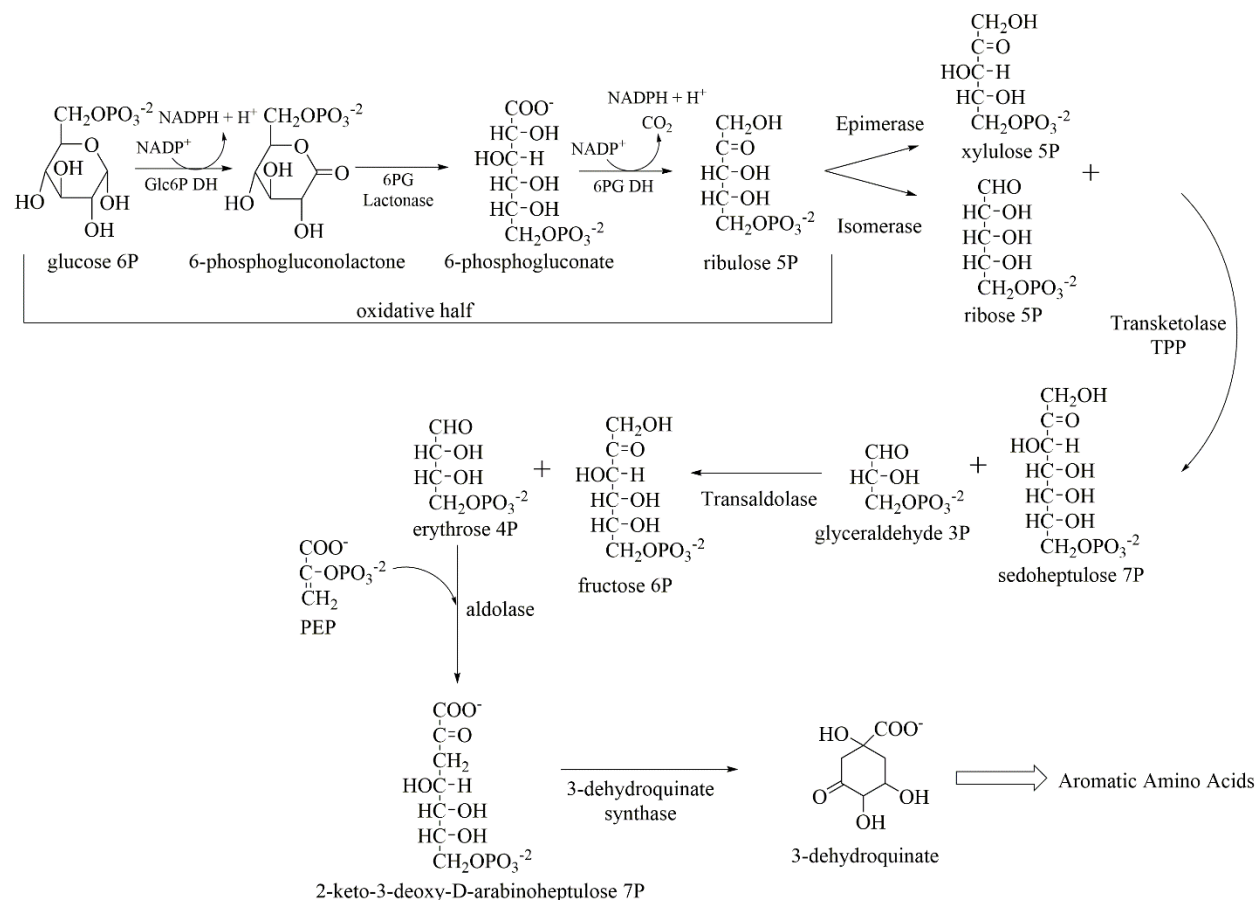 CH₂OPO₃⁻²
O
OH
HO
OH
OH
glucose 6P
NADPH + H⁺
NADP⁺
Glc6P DH
CH₂OPO₃⁻²
O
OH
O
HO
OH
6-phosphogluconolactone
6PG
Lactonase
COO⁻
HC-OH
HOC-H
HC-OH
HC-OH
CH₂OPO₃⁻²
6-phosphogluconate
NADPH + H⁺
CO₂
NADP⁺
6PG DH
CH₂OH
C=O
HC-OH
HC-OH
CH₂OPO₃⁻²
ribulose 5P
oxidative half
Epimerase
Isomerase
CH₂OH
C=O
HOC-H
HC-OH
CH₂OPO₃⁻²
xylulose 5P
+
CHO
HC-OH
HC-OH
HC-OH
CH₂OPO₃⁻²
ribose 5P
Transketolase
TPP
CH₂OH
C=O
HOC-H
HC-OH
HC-OH
HC-OH
CH₂OPO₃⁻²
sedoheptulose 7P
+
CHO
HC-OH
CH₂OPO₃⁻²
glyceraldehyde 3P
Transaldolase
CH₂OH
C=O
HOC-H
HC-OH
HC-OH
CH₂OPO₃⁻²
fructose 6P
+
CHO
HC-OH
HC-OH
CH₂OPO₃⁻²
erythrose 4P
COO⁻
C-OPO₃⁻²
CH₂
PEP
aldolase
COO⁻
C=O
CH₂
HOC-H
HC-OH
HC-OH
CH₂OPO₃⁻²
2-keto-3-deoxy-D-arabinoheptulose 7P
3-dehydroquinate
synthase
HO
COO⁻
O
OH
OH
3-dehydroquinate
Aromatic Amino Acids